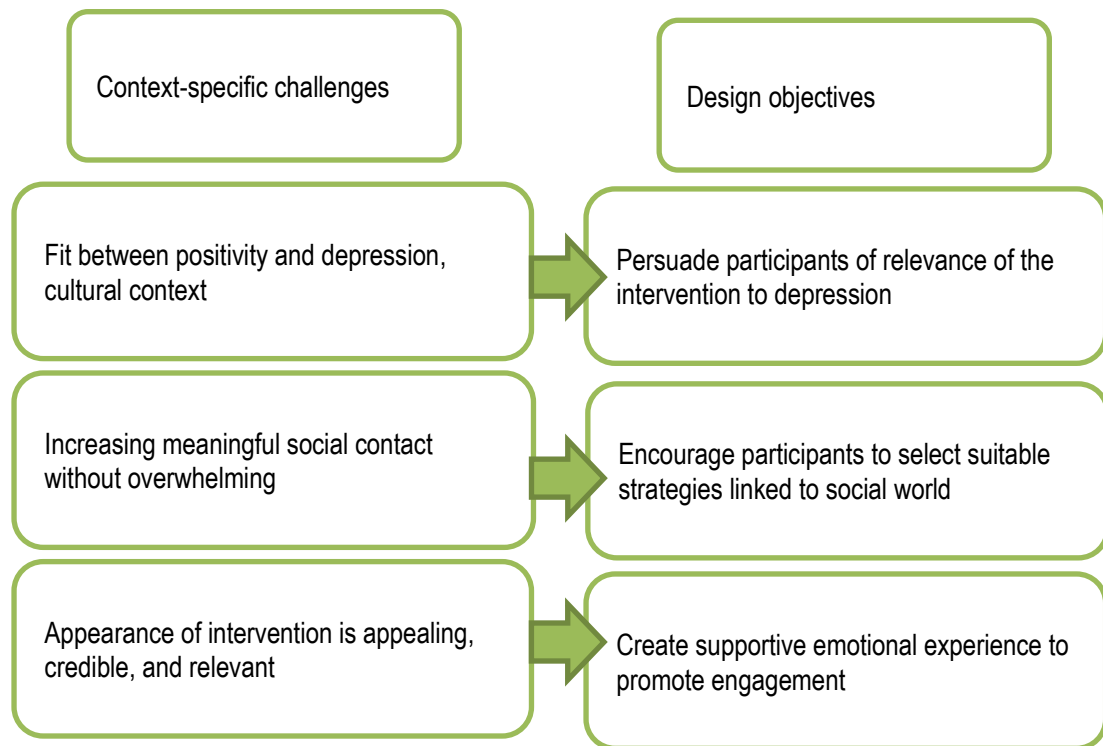 Context-specific challenges
Design objectives
Fit between positivity and depression,
cultural context
Persuade participants of relevance of the
intervention to depression
Increasing meaningful social contact
without overwhelming
Encourage participants to select suitable
strategies linked to social world
Appearance of intervention is appealing,
credible, and relevant
Create supportive emotional experience to
promote engagement